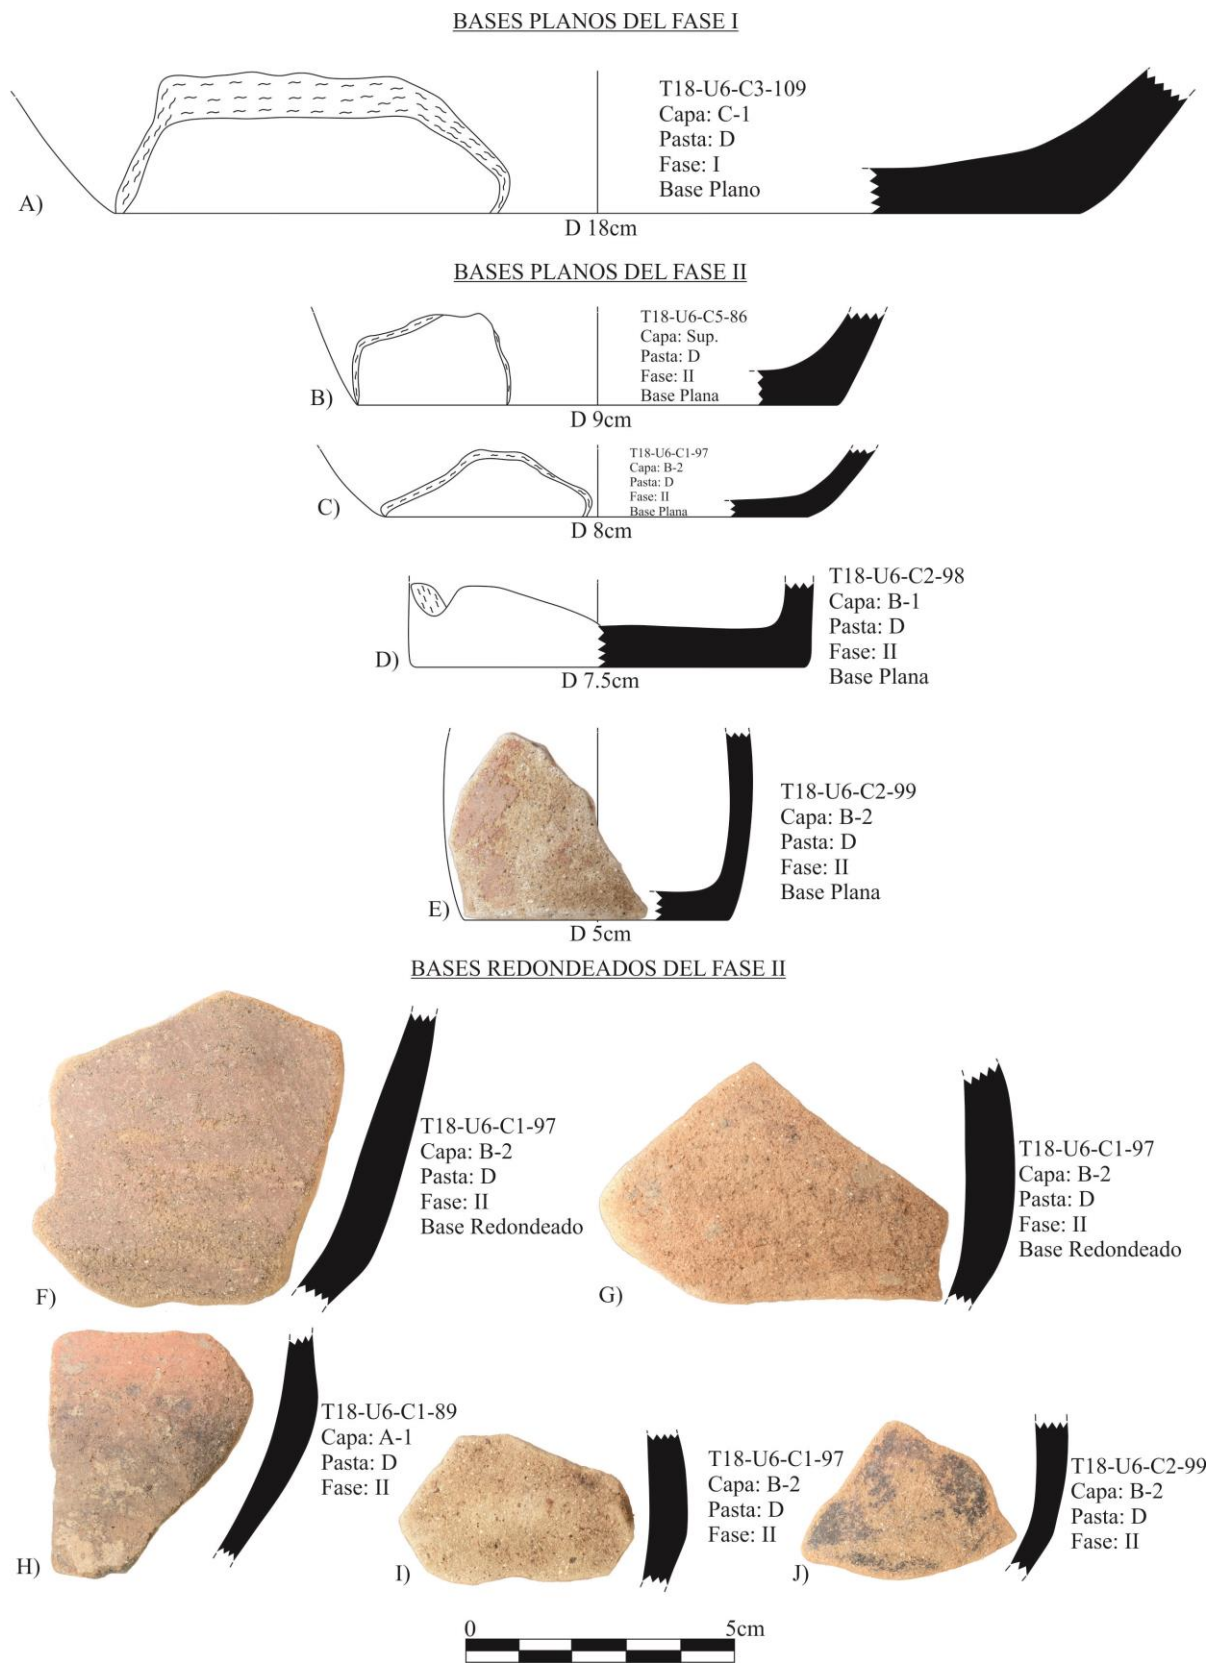 BASES PLANOS DEL FASE I
T18-U6-C3-109
Capa: C-1
Pasta: D
Fase: I
Base Plano
A)
D 18cm
BASES PLANOS DEL FASE II
T18-U6-C5-86
Capa: Sup.
Pasta: D
Fase: II
Base Plana
B)
D 9cm
T18-U6-C1-97
Capa: B-2
Pasta: D
Fase: II
Base Plana
C)
D 8cm
T18-U6-C2-98
Capa: B-1
Pasta: D
Fase: II
Base Plana
D)
D 7.5cm
T18-U6-C2-99
Capa: B-2
Pasta: D
Fase: II
Base Plana
E)
D 5cm
BASES REDONDEADOS DEL FASE II
T18-U6-C1-97
Capa: B-2
Pasta: D
Fase: II
Base Redondeado
F)
T18-U6-C1-97
Capa: B-2
Pasta: D
Fase: II
Base Redondeado
G)
T18-U6-C1-89
Capa: A-1
Pasta: D
Fase: II
H)
T18-U6-C1-97
Capa: B-2
Pasta: D
Fase: II
I)
T18-U6-C2-99
Capa: B-2
Pasta: D
Fase: II
J)
0 5cm